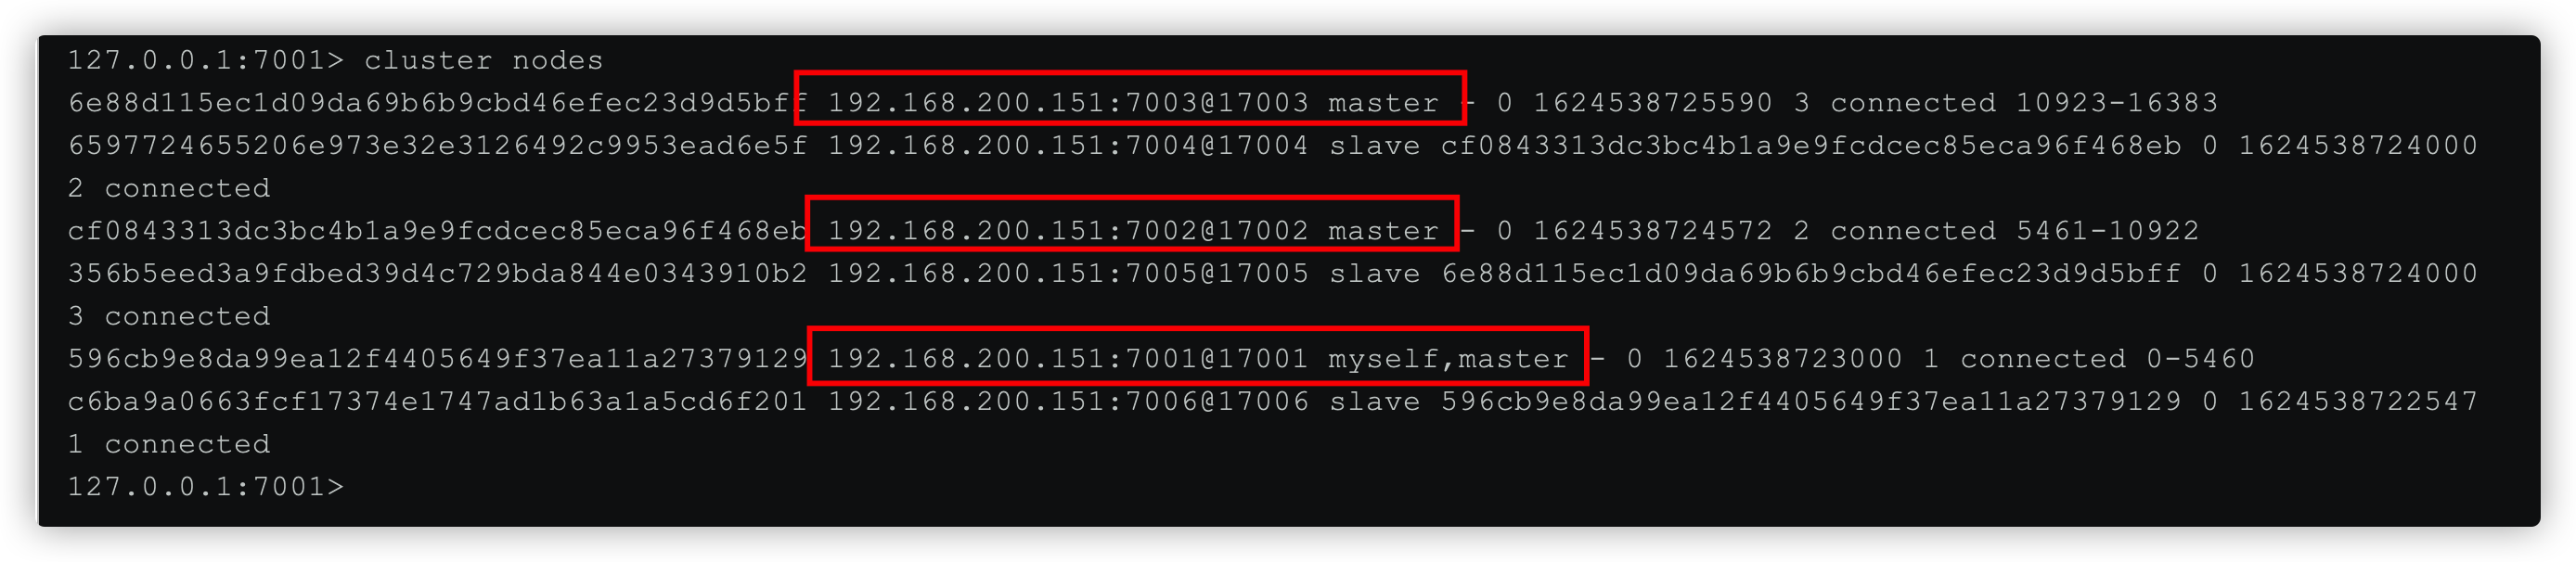 127.0.0.1:7001> cluster nodes
6e88d115ec1d09da69b6b9cbd46efec23d9d5bff 192.168.200.151:7003@17003 master - 0 1624538725590 3 connected 10923-16383
6597724655206e973e32e3126492c9953ead6e5f 192.168.200.151:7004@17004 slave cf0843313dc3bc4b1a9e9fcdcec85eca96f468eb 0 1624538724000
2 connected
cf0843313dc3bc4b1a9e9fcdcec85eca96f468eb 192.168.200.151:7002@17002 master - 0 1624538724572 2 connected 5461-10922
356b5eed3a9fdbed39d4c729bda844e0343910b2 192.168.200.151:7005@17005 slave 6e88d115ec1d09da69b6b9cbd46efec23d9d5bff 0 1624538724000
3 connected
596cb9e8da99ea12f4405649f37ea11a27379129 192.168.200.151:7001@17001 myself,master - 0 1624538723000 1 connected 0-5460
c6ba9a0663fcf17374e1747ad1b63a1a5cd6f201 192.168.200.151:7006@17006 slave 596cb9e8da99ea12f4405649f37ea11a27379129 0 1624538722547
1 connected
127.0.0.1:7001>